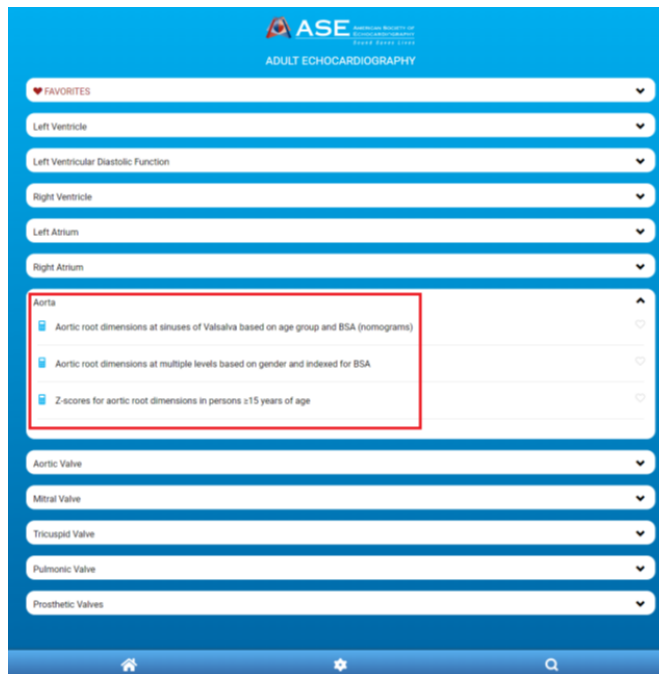 ASE AMERICAN SOCIETY OF
ECHOCARDIOGRAPHY
Sound Saves Lives
ADULT ECHOCARDIOGRAPHY
FAVORITES
Left Ventricle
Left Ventricular Diastolic Function
Right Ventricle
Left Atrium
Right Atrium
Aorta
Aortic root dimensions at sinuses of Valsalva based on age group and BSA (nomograms)
Aortic root dimensions at multiple levels based on gender and indexed for BSA
Z-scores for aortic root dimensions in persons ≥15 years of age
Aortic Valve
Mitral Valve
Tricuspid Valve
Pulmonic Valve
Prosthetic Valves